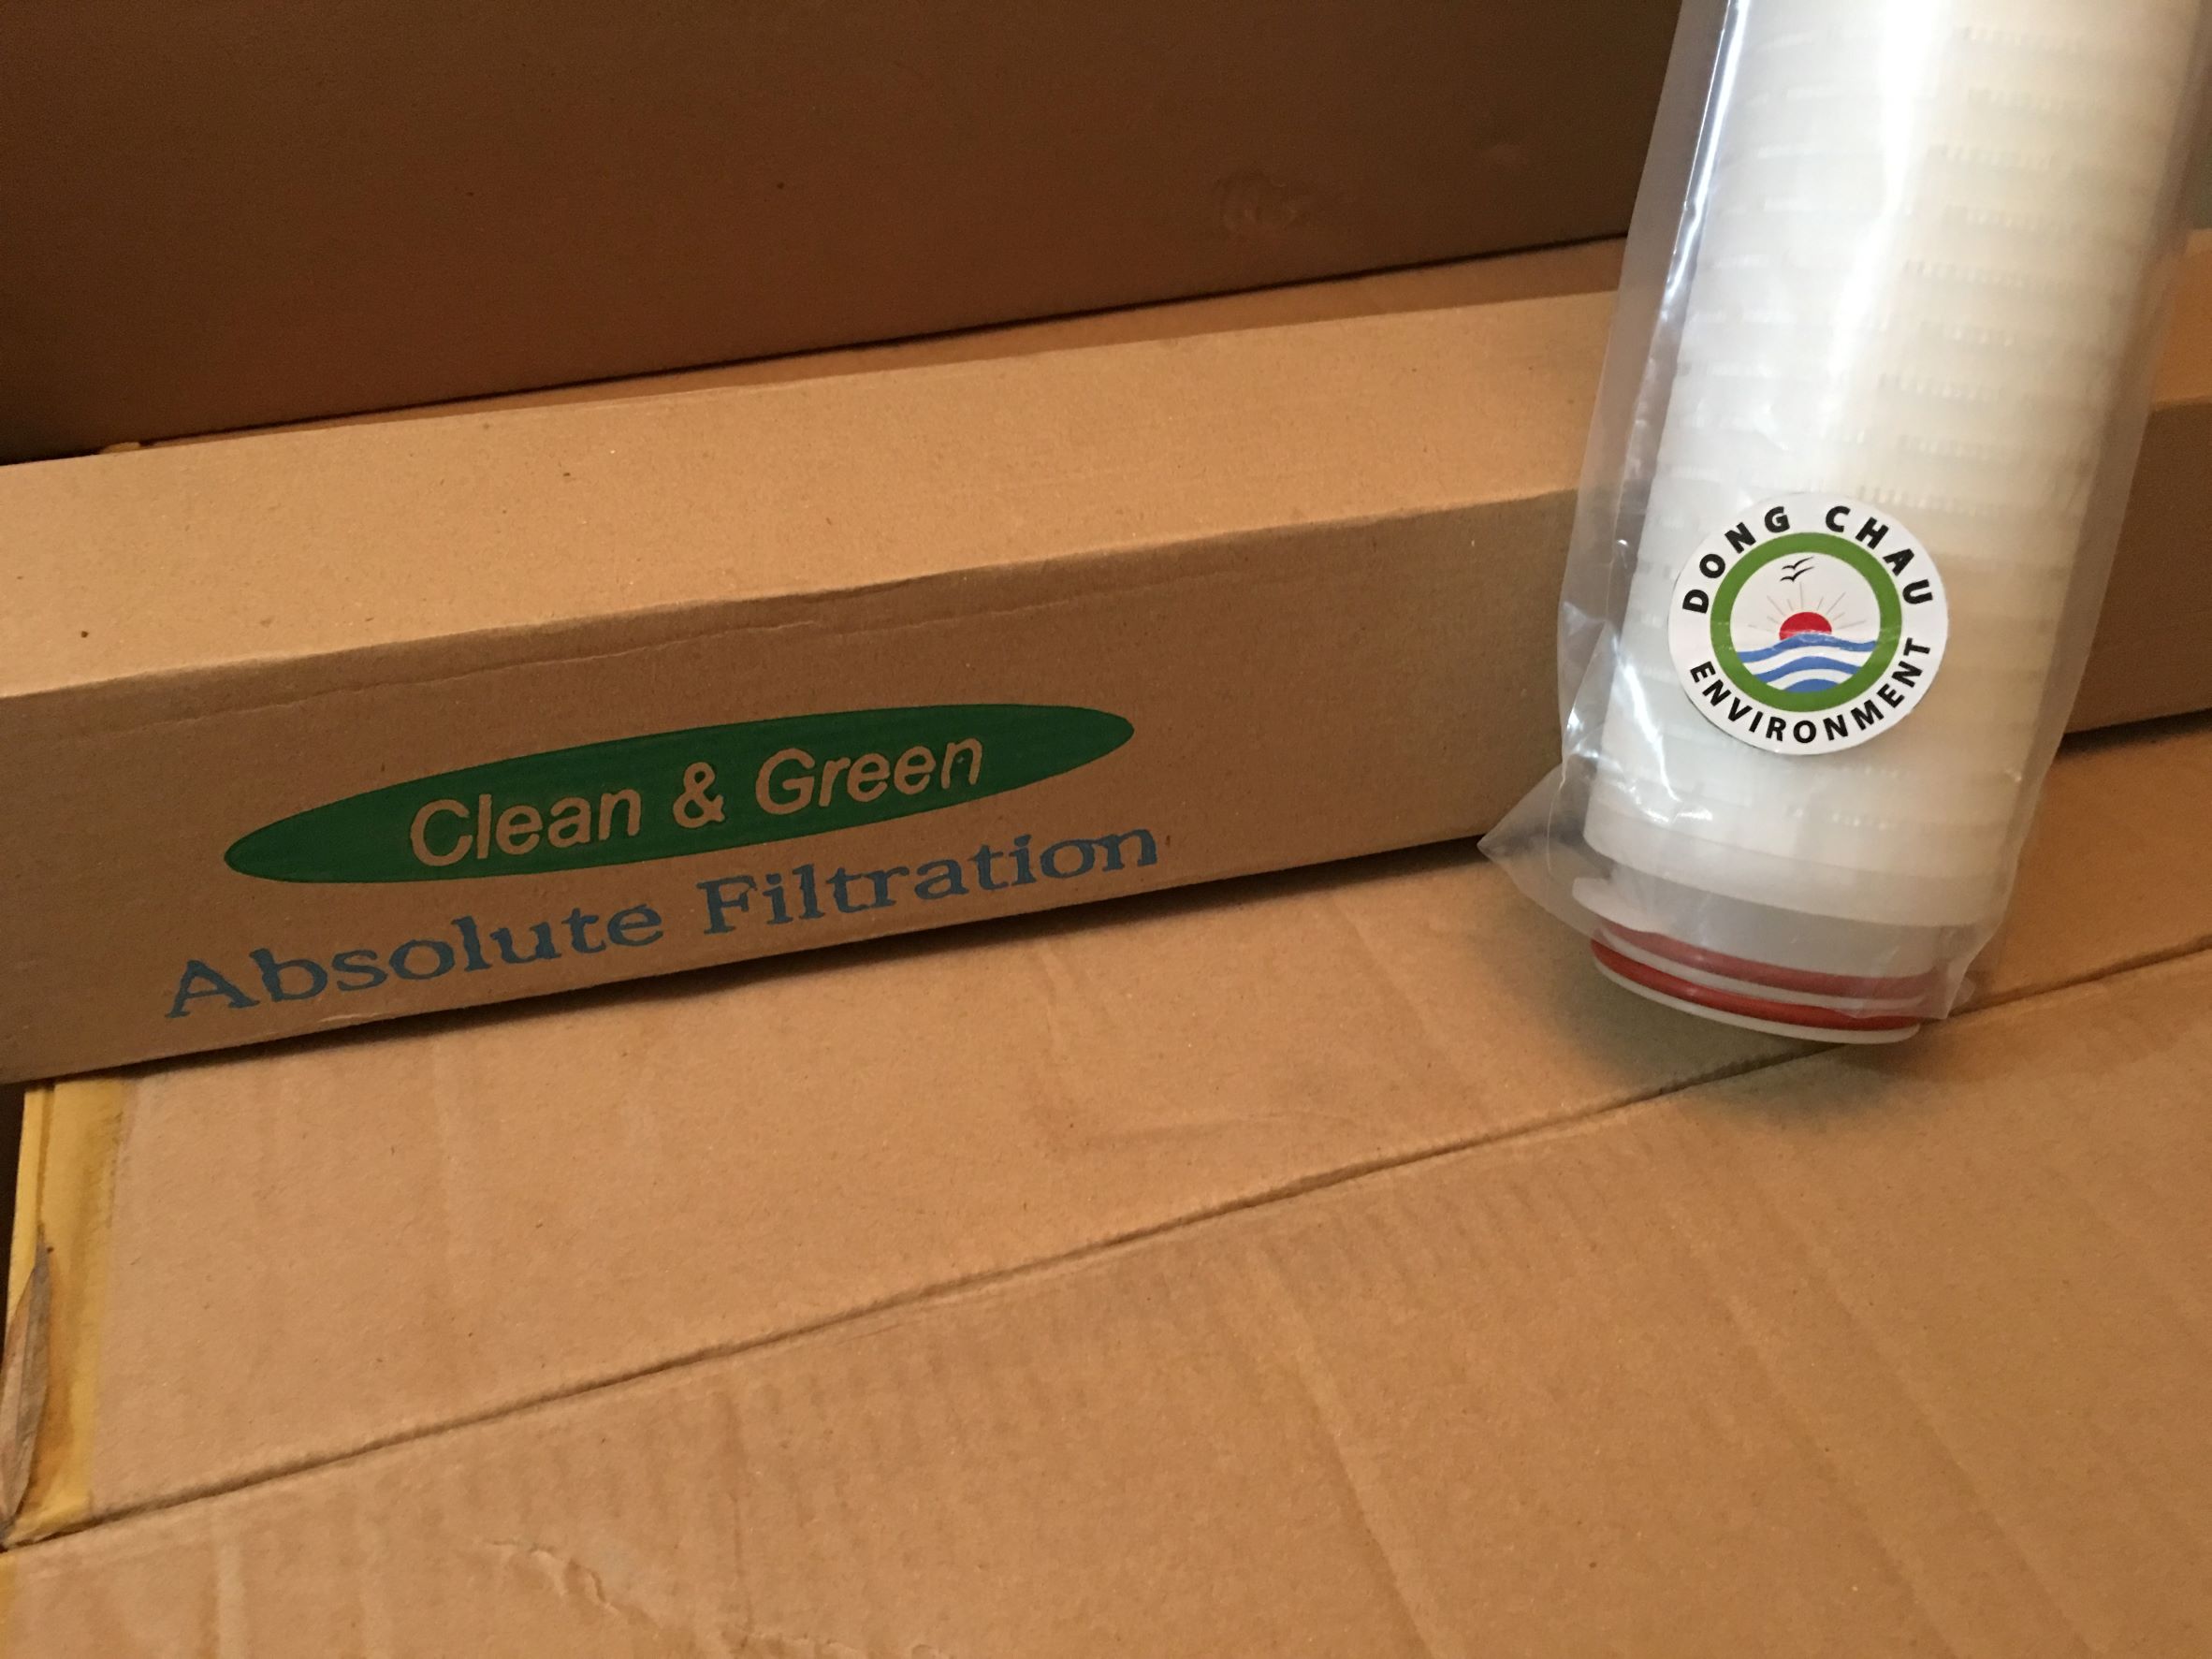 Clean & Green
Absolute Filtration
DONG CHAU
ENVIRONMENT